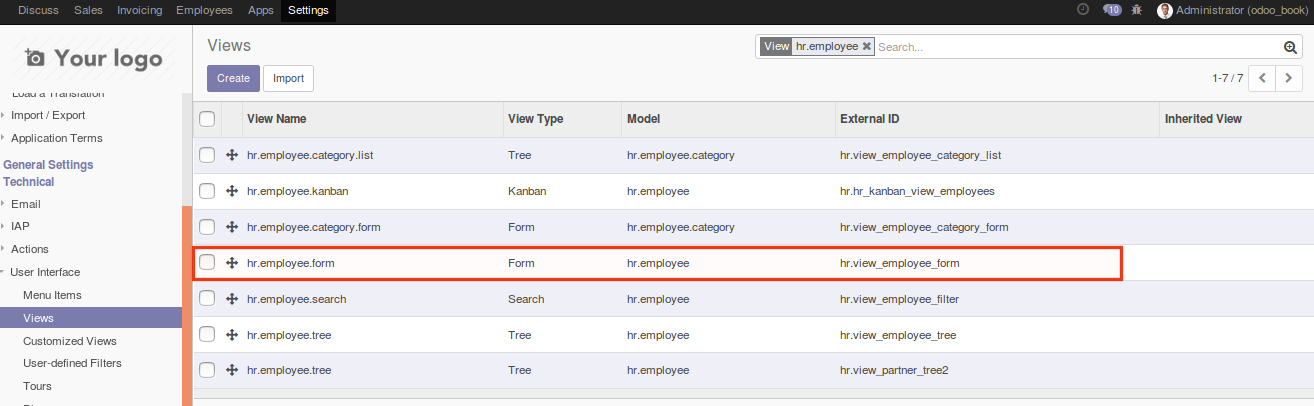 Discuss Sales Invoicing Employees Apps Settings 10 Administrator (odoo_book)
Your logo
Views
View hr.employee Search...
Create Import 1-7 / 7
Load a Translation
Import / Export
Application Terms
General Settings
Technical
Email
IAP
Actions
User Interface
Menu Items
Views
Customized Views
User-defined Filters
Tours
View Name View Type Model External ID Inherited View
hr.employee.category.list Tree hr.employee.category hr.view_employee_category_list
hr.employee.kanban Kanban hr.employee hr.hr_kanban_view_employees
hr.employee.category.form Form hr.employee.category hr.view_employee_category_form
hr.employee.form Form hr.employee hr.view_employee_form
hr.employee.search Search hr.employee hr.view_employee_filter
hr.employee.tree Tree hr.employee hr.view_employee_tree
hr.employee.tree Tree hr.employee hr.view_partner_tree2